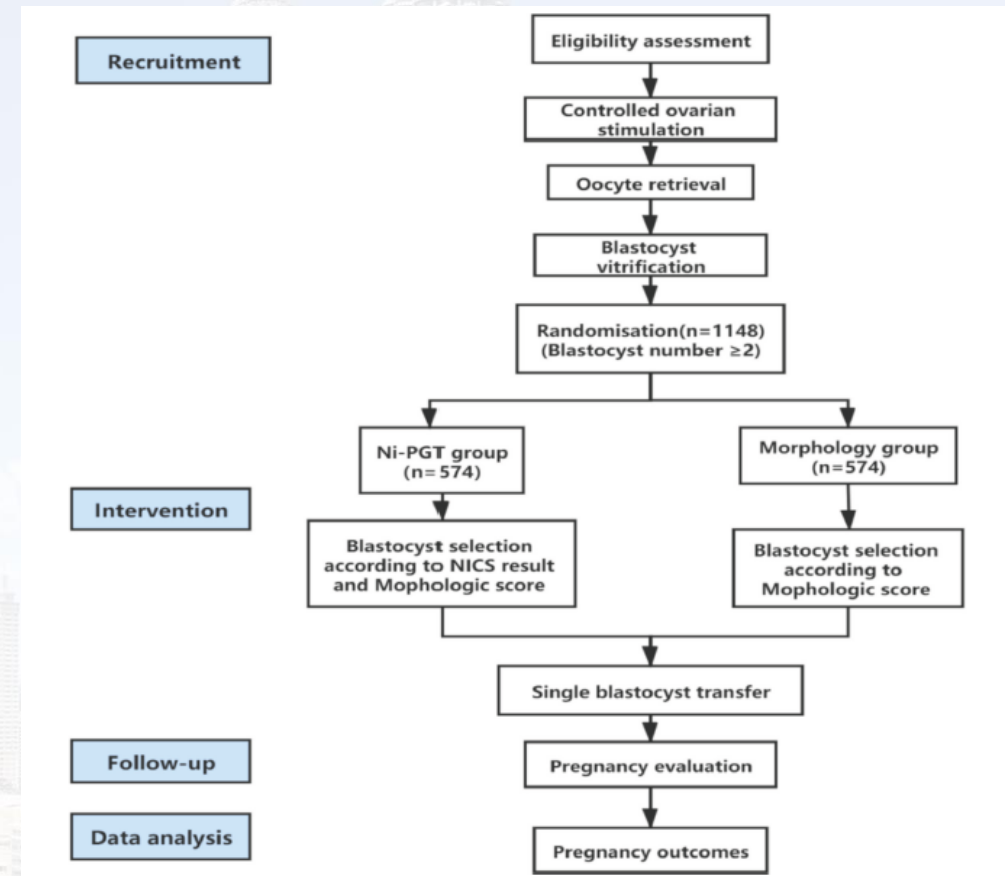 Recruitment
Eligibility assessment
Controlled ovarian
stimulation
Oocyte retrieval
Blastocyst
vitrification
Randomisation(n=1148)
(Blastocyst number ≥2)
Ni-PGT group
(n=574)
Morphology group
(n=574)
Intervention
Blastocyst selection
according to NICS result
and Mophologic score
Blastocyst selection
according to
Mophologic score
Single blastocyst transfer
Follow-up
Pregnancy evaluation
Data analysis
Pregnancy outcomes